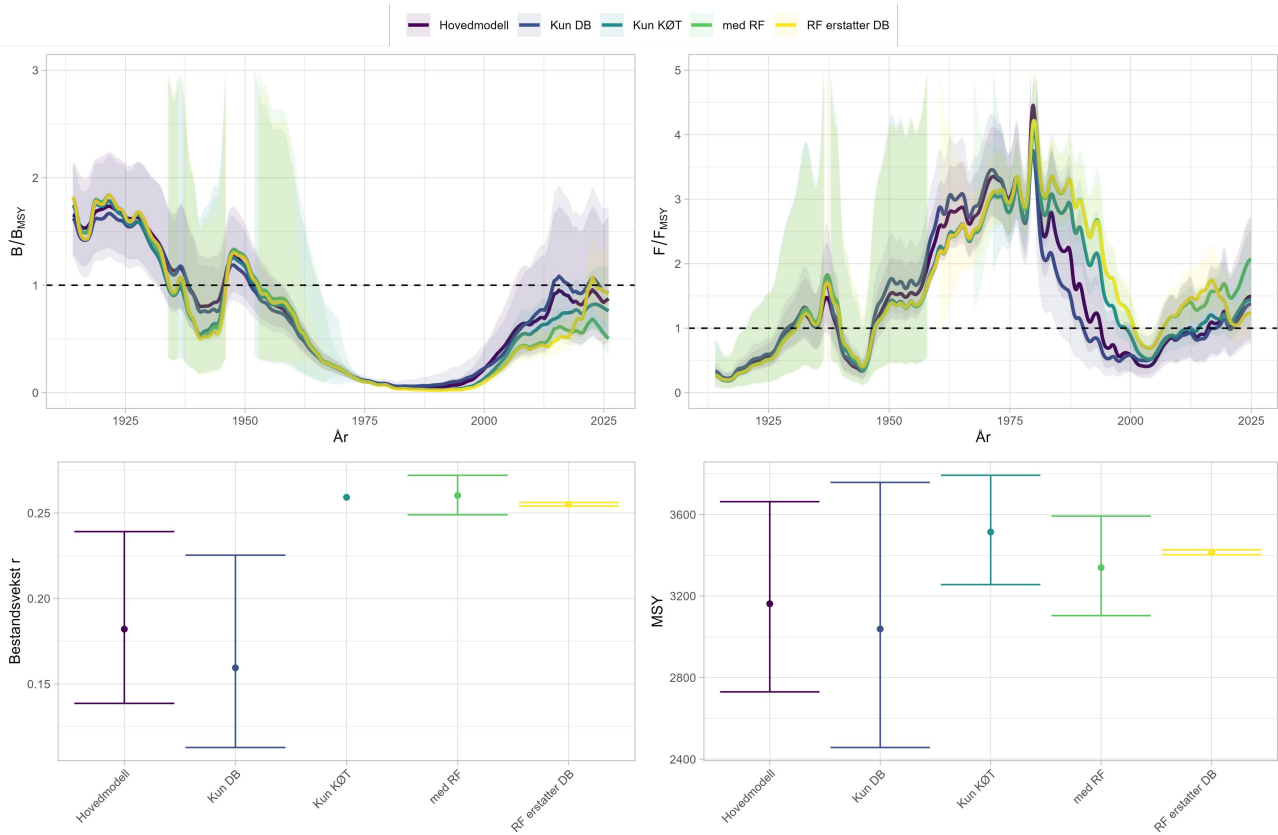 Hovedmodell Kun DB Kun KØT med RF RF erstatter DB
B/BMSY
3
2
1
0
1925 1950 1975 2000 2025
År
F/FMSY
5
4
3
2
1
0
1925 1950 1975 2000 2025
År
Bestandsvekst r
0.25
0.20
0.15
Hovedmodell Kun DB Kun KØT med RF RF erstatter DB
MSY
3600
3200
2800
2400
Hovedmodell Kun DB Kun KØT med RF RF erstatter DB